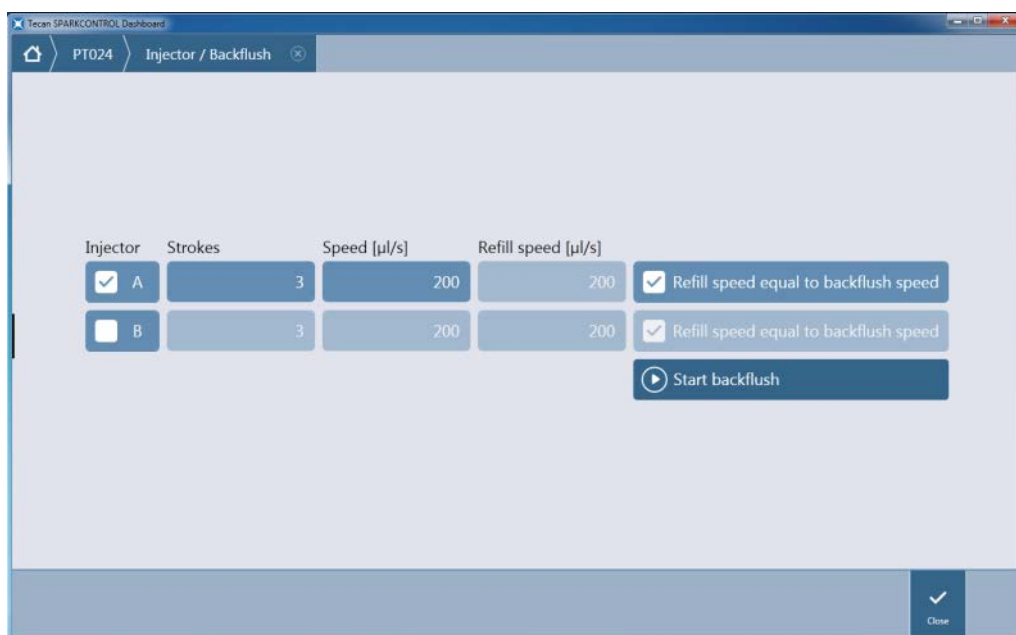 Tecan SPARKCONTROL Dashboard
PT024 Injector / Backflush
Injector Strokes Speed [µl/s] Refill speed [µl/s]
A 3 200 200 Refill speed equal to backflush speed
B 3 200 200 Refill speed equal to backflush speed
Start backflush
Close